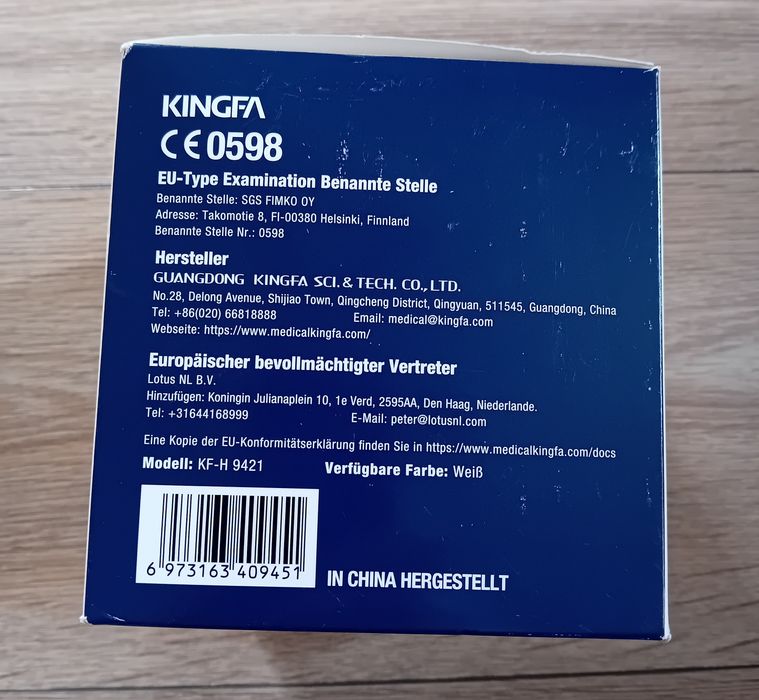 KINGFA
CE 0598
EU-Type Examination Benannte Stelle
Benannte Stelle: SGS FIMKO OY
Adresse: Takomotie 8, FI-00380 Helsinki, Finnland
Benannte Stelle Nr.: 0598
Hersteller
GUANGDONG KINGFA SCI. & TECH. CO., LTD.
No.28, Delong Avenue, Shijiao Town, Qingcheng District, Qingyuan, 511545, Guangdong, China
Tel: +86(020) 66818888 Email: medical@kingfa.com
Webseite: https://www.medicalkingfa.com/
Europäischer bevollmächtigter Vertreter
Lotus NL B.V.
Hinzufügen: Koningin Julianaplein 10, 1e Verd, 2595AA, Den Haag, Niederlande.
Tel: +31644168999 E-Mail: peter@lotusnl.com
Eine Kopie der EU-Konformitätserklärung finden Sie in https://www.medicalkingfa.com/docs
Modell: KF-H 9421 Verfügbare Farbe: Weiß
6 973163 409451
IN CHINA HERGESTELLT